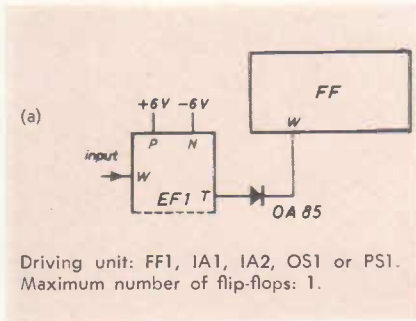 (a)
+6V -6V
P N
input
W
EF1 T
OA 85
FF
W
Driving unit: FF1, IA1, IA2, OS1 or PS1.
Maximum number of flip-flops: 1.